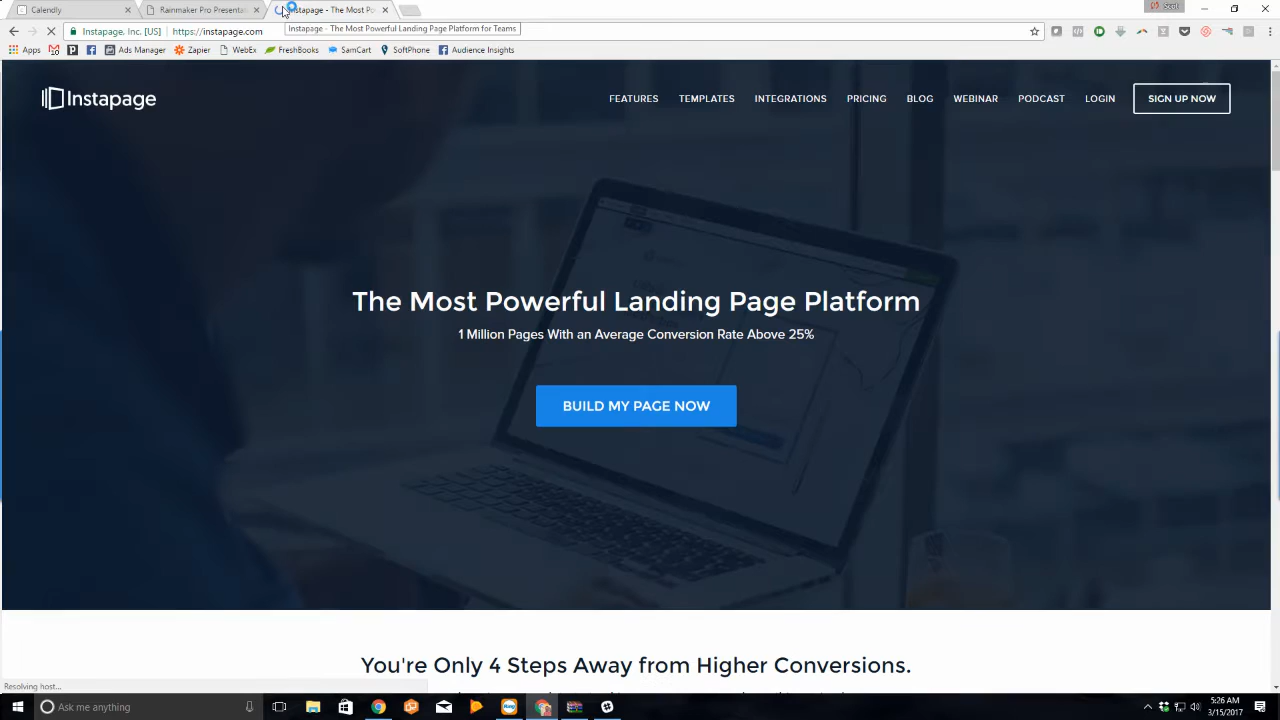 Calendly
Rainmaker Pro Presenta
Instapage - The Most Po
Instapage, Inc. [US]
https://instapage.com
Instapage - The Most Powerful Landing Page Platform for Teams
Apps
Ads Manager
Zapier
WebEx
FreshBooks
SamCart
SoftPhone
Audience Insights
Instapage
FEATURES
TEMPLATES
INTEGRATIONS
PRICING
BLOG
WEBINAR
PODCAST
LOGIN
SIGN UP NOW
The Most Powerful Landing Page Platform
1 Million Pages With an Average Conversion Rate Above 25%
BUILD MY PAGE NOW
You're Only 4 Steps Away from Higher Conversions.
Resolving host...
Ask me anything
5:26 AM
3/15/2017